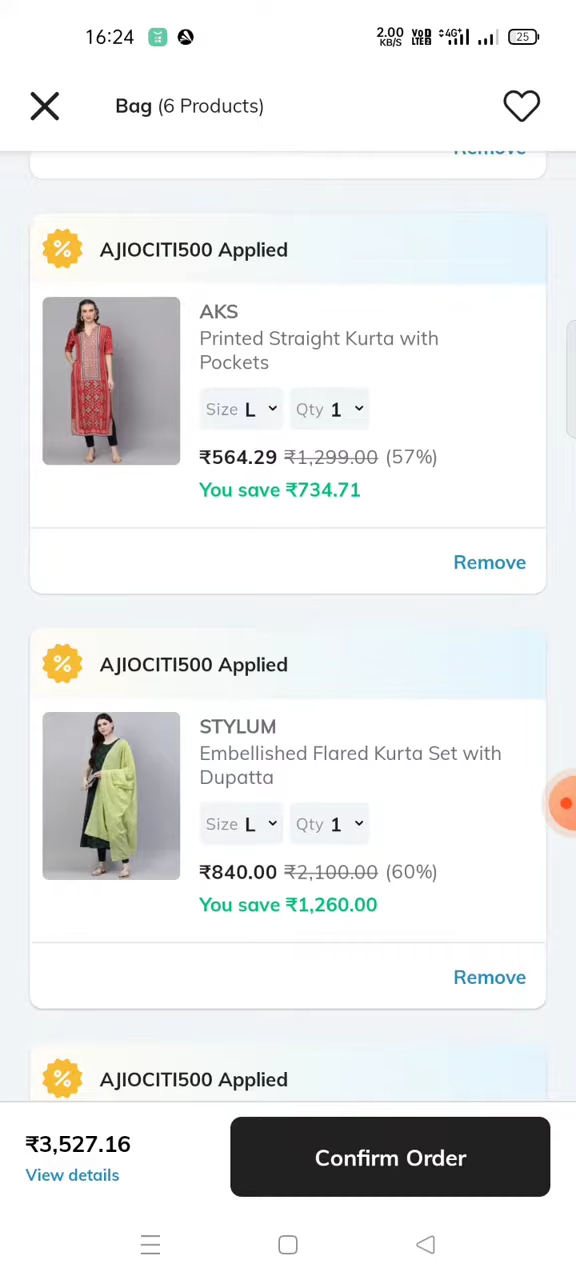 16:24
2.00 KB/S VoD LTE 4G+ 25
Bag (6 Products)
Remove
AJIOCITI500 Applied
AKS
Printed Straight Kurta with
Pockets
Size L Qty 1
₹564.29 ₹1,299.00 (57%)
You save ₹734.71
Remove
AJIOCITI500 Applied
STYLUM
Embellished Flared Kurta Set with
Dupatta
Size L Qty 1
₹840.00 ₹2,100.00 (60%)
You save ₹1,260.00
Remove
AJIOCITI500 Applied
₹3,527.16
View details
Confirm Order